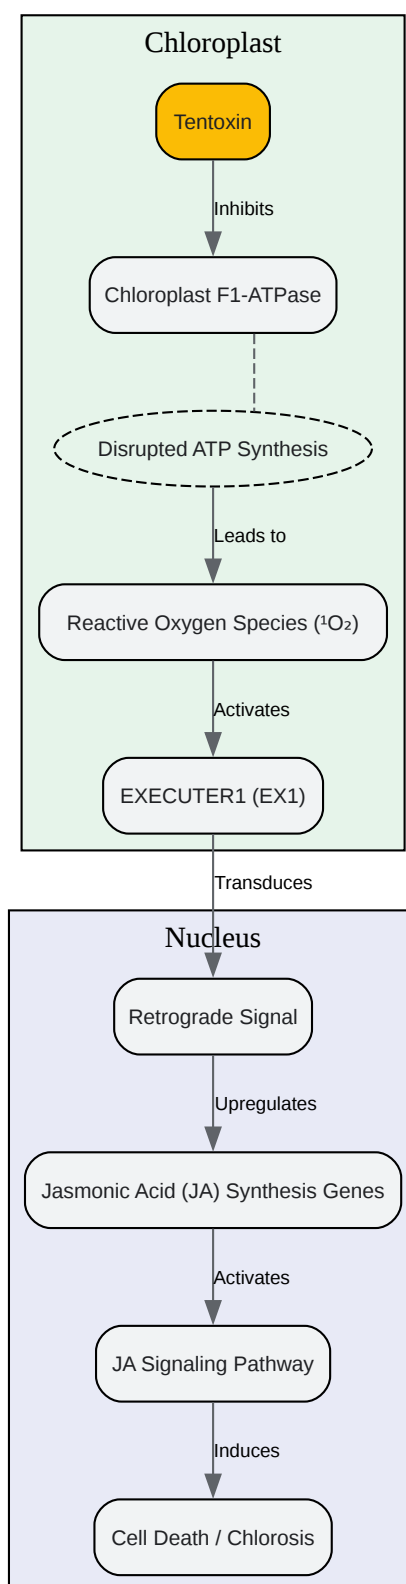 Chloroplast
Tentoxin
Inhibits
Chloroplast F1-ATPase
Disrupted ATP Synthesis
Leads to
Reactive Oxygen Species (¹O₂)
Activates
EXECUTER1 (EX1)
Transduces
Nucleus
Retrograde Signal
Upregulates
Jasmonic Acid (JA) Synthesis Genes
Activates
JA Signaling Pathway
Induces
Cell Death / Chlorosis